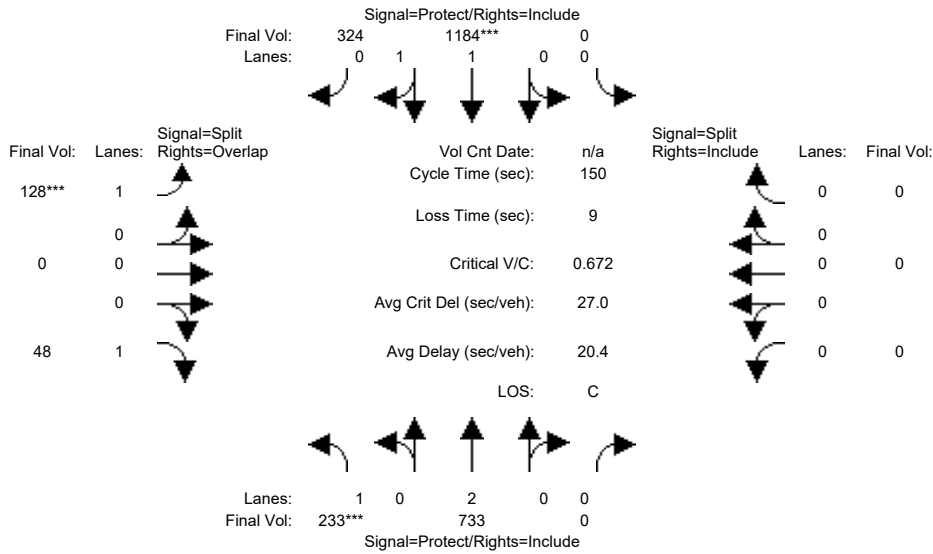 Signal=Protect/Rights=Include
Final Vol: 324 1184*** 0
Lanes: 0 1 1 0 0
Signal=Split
Final Vol: Lanes: Rights=Overlap
Vol Cnt Date: n/a
Signal=Split
Rights=Include Lanes: Final Vol:
Cycle Time (sec): 150
128*** 1
0 0
Loss Time (sec): 9
0
0
0 0
Critical V/C: 0.672
0 0
0
Avg Crit Del (sec/veh): 27.0
0
48 1
Avg Delay (sec/veh): 20.4
0 0
LOS: C
Lanes: 1 0 2 0 0
Final Vol: 233*** 733 0
Signal=Protect/Rights=Include